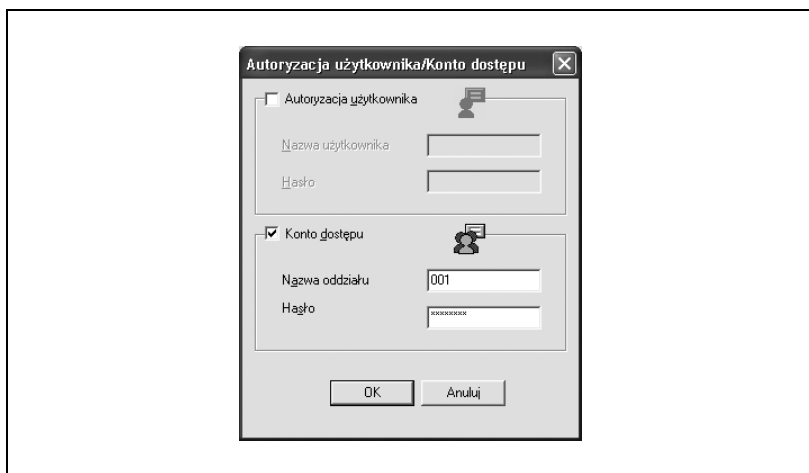 Autoryzacja użytkownika/Konto dostępu
Autoryzacja użytkownika
Nazwa użytkownika
Hasło
Konto dostępu
Nazwa oddziału 001
Hasło ××××××××
OK Anuluj